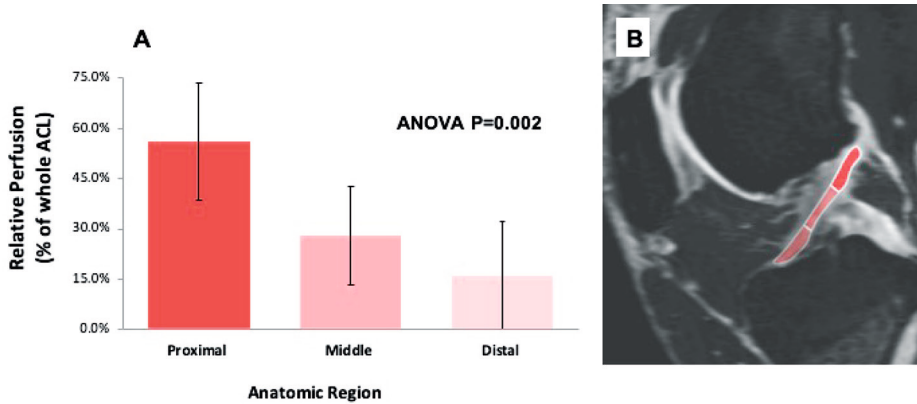 A
B
75.0%
60.0%
45.0%
30.0%
15.0%
0.0%
Relative Perfusion
(% of whole ACL)
ANOVA P=0.002
Proximal Middle Distal
Anatomic Region